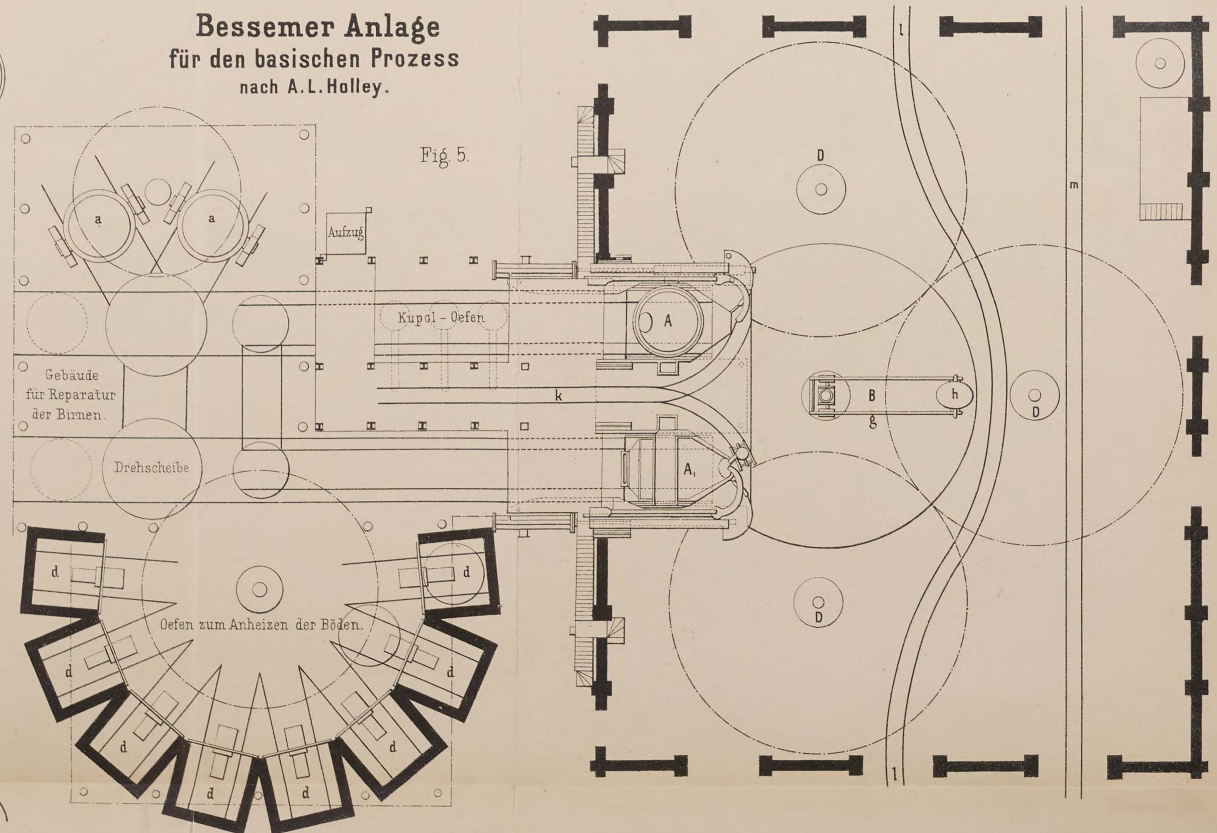 Bessemer Anlage
für den basischen Prozess
nach A.L.Holley.
Fig. 5.
l
D
m
a
a
Aufzug
Kupol-Oefen
A
Gebäude
für Reparatur
der Birnen.
k
B
h
g
D
Drehscheibe
A,
d
d
Oefen zum Anheizen der Böden.
D
d
d
d
d
d
d
l